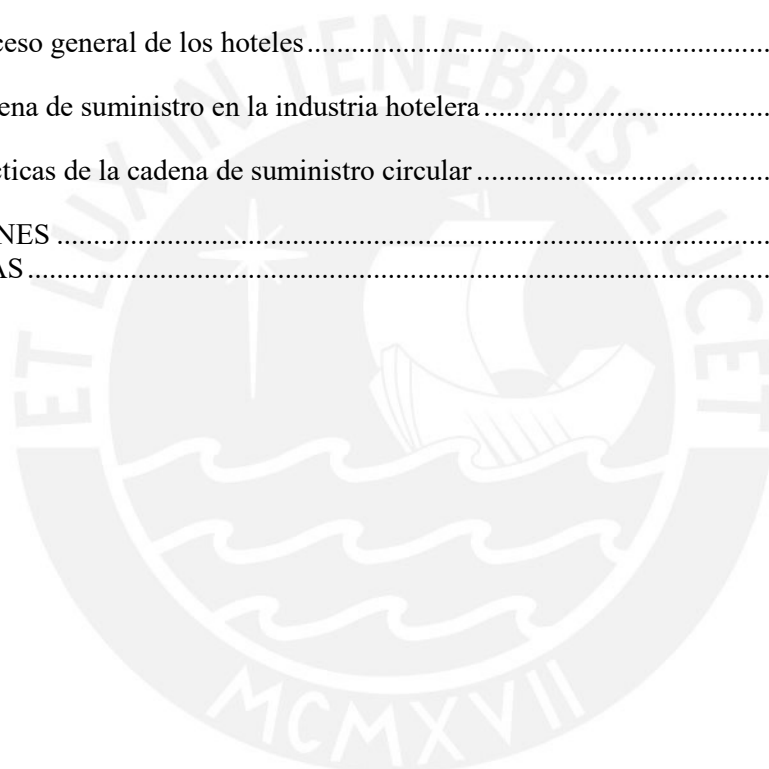 ceso general de los hoteles ............................................................
ena de suministro en la industria hotelera ............................................................
cticas de la cadena de suministro circular ............................................................
NES ............................................................
AS ............................................................
ET LUX IN TENEBRIS LUCET
MCMXVII